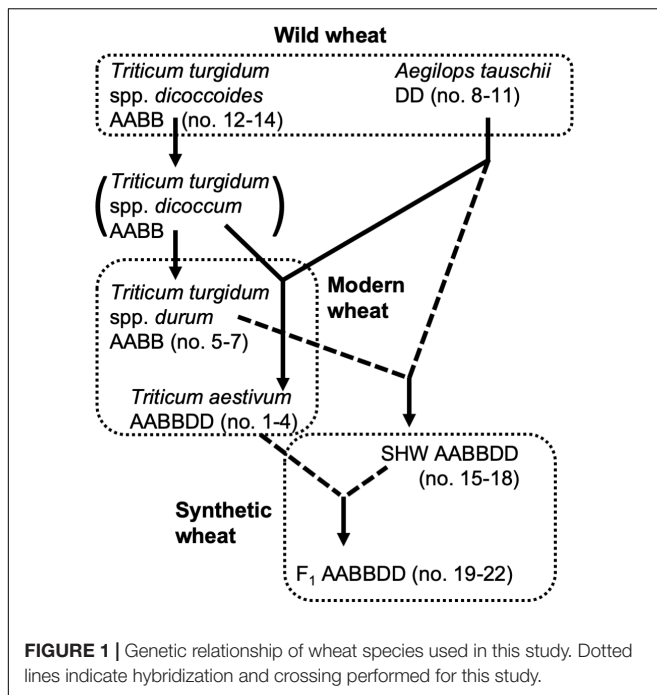 Wild wheat
Triticum turgidum
spp. dicoccoides
AABB (no. 12-14)
Aegilops tauschii
DD (no. 8-11)
Triticum turgidum
spp. dicoccum
AABB
Modern
wheat
Triticum turgidum
spp. durum
AABB (no. 5-7)
Triticum aestivum
AABBDD (no. 1-4)
SHW AABBDD
(no. 15-18)
Synthetic
wheat
F₁ AABBDD (no. 19-22)
FIGURE 1 | Genetic relationship of wheat species used in this study. Dotted
lines indicate hybridization and crossing performed for this study.